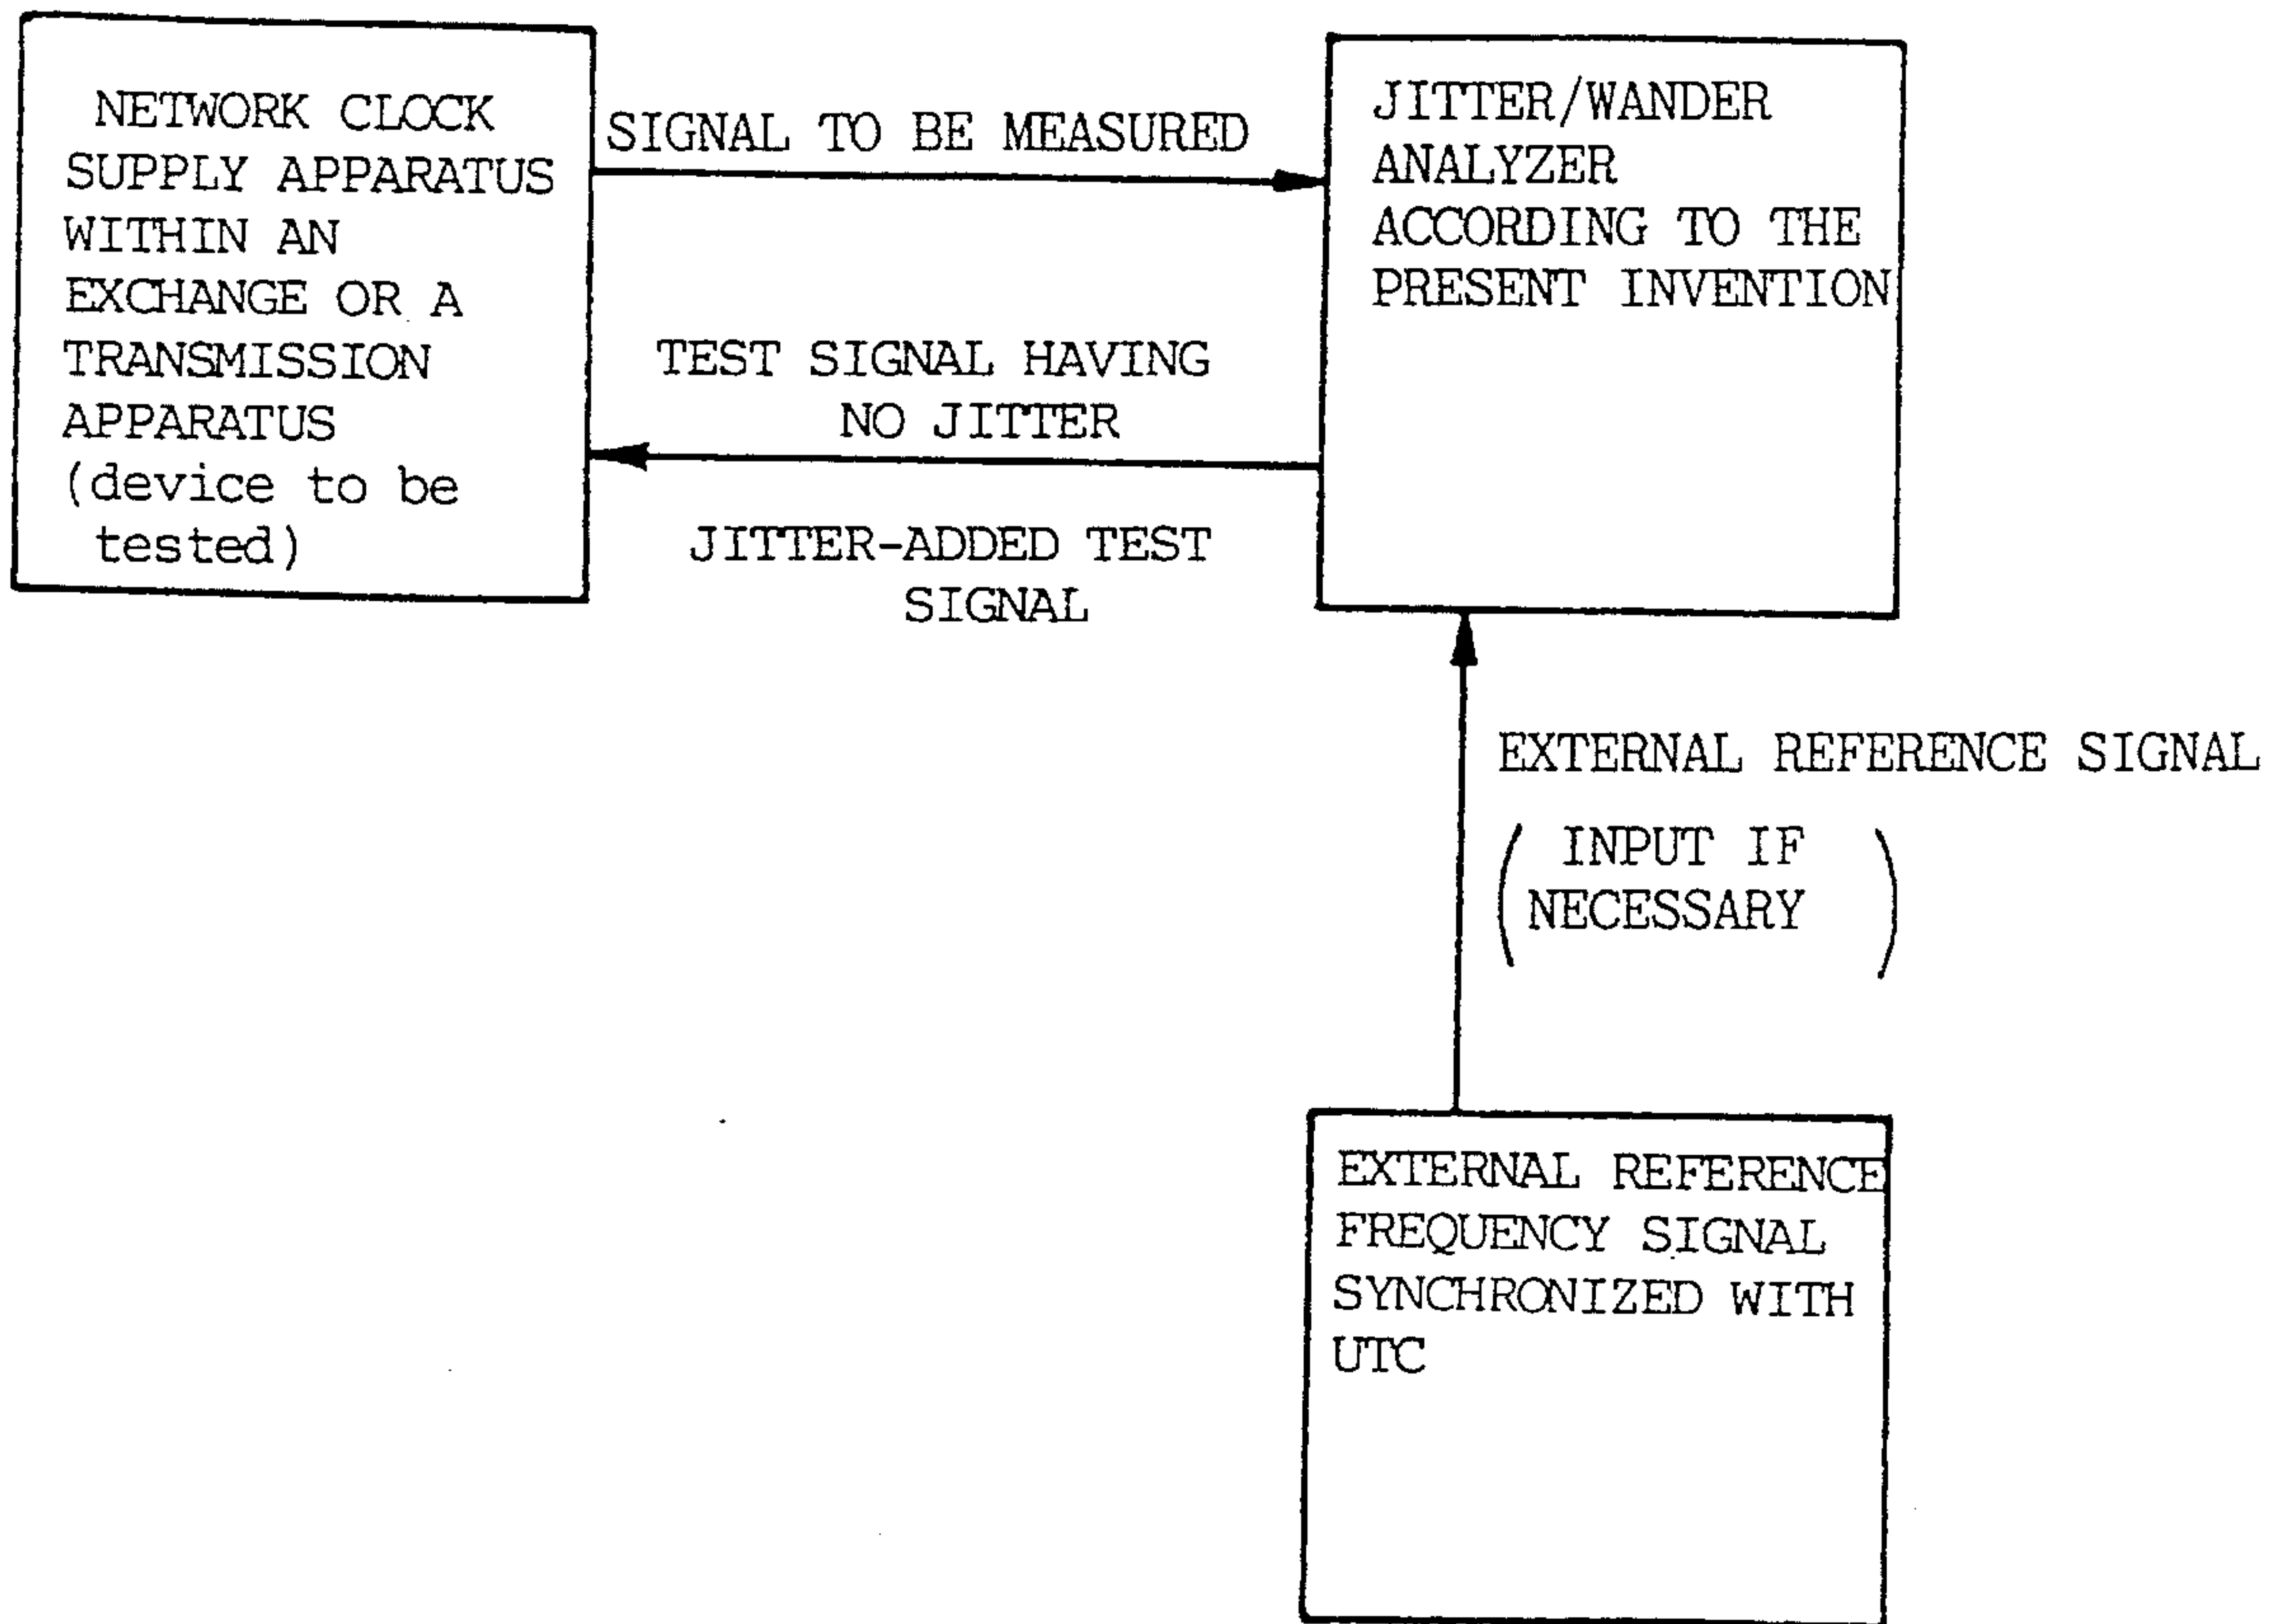 NETWORK CLOCK
SUPPLY APPARATUS
WITHIN AN
EXCHANGE OR A
TRANSMISSION
APPARATUS
(device to be
tested)
SIGNAL TO BE MEASURED
TEST SIGNAL HAVING
NO JITTER
JITTER-ADDED TEST
SIGNAL
JITTER/WANDER
ANALYZER
ACCORDING TO THE
PRESENT INVENTION
EXTERNAL REFERENCE SIGNAL
( INPUT IF
NECESSARY )
EXTERNAL REFERENCE
FREQUENCY SIGNAL
SYNCHRONIZED WITH
UTC